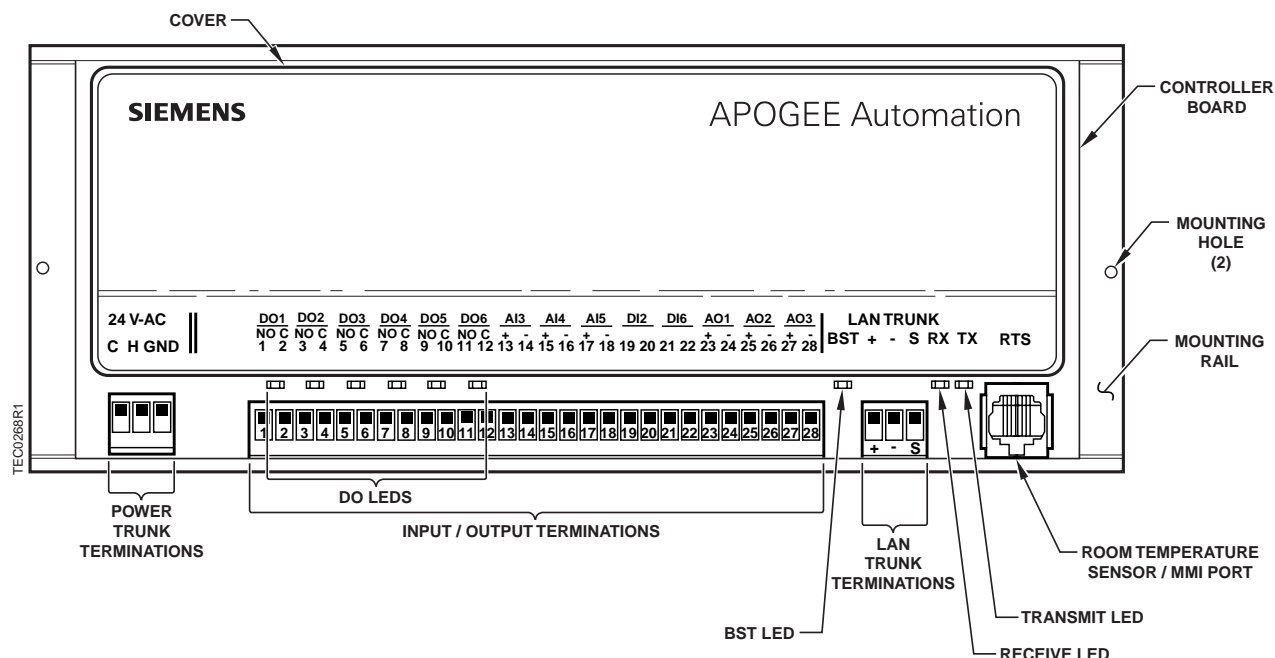 COVER
SIEMENS
APOGEE Automation
CONTROLLER
BOARD
MOUNTING
HOLE
(2)
MOUNTING
RAIL
24 V-AC
C H GND
DO1 DO2 DO3 DO4 DO5 DO6 AI3 AI4 AI5 DI2 DI6 AO1 AO2 AO3 LAN TRUNK
NO C NO C NO C NO C NO C NO C + - + - + - + - + - + - BST + - S RX TX RTS
1 2 3 4 5 6 7 8 9 10 11 12 13 14 15 16 17 18 19 20 21 22 23 24 25 26 27 28
1 2 3 4 5 6 7 8 9 10 11 12 13 14 15 16 17 18 19 20 21 22 23 24 25 26 27 28
+ - S
TEC0268R1
POWER
TRUNK
TERMINATIONS
DO LEDS
INPUT / OUTPUT TERMINATIONS
LAN
TRUNK
TERMINATIONS
ROOM TEMPERATURE
SENSOR / MMI PORT
TRANSMIT LED
BST LED
RECEIVE LED